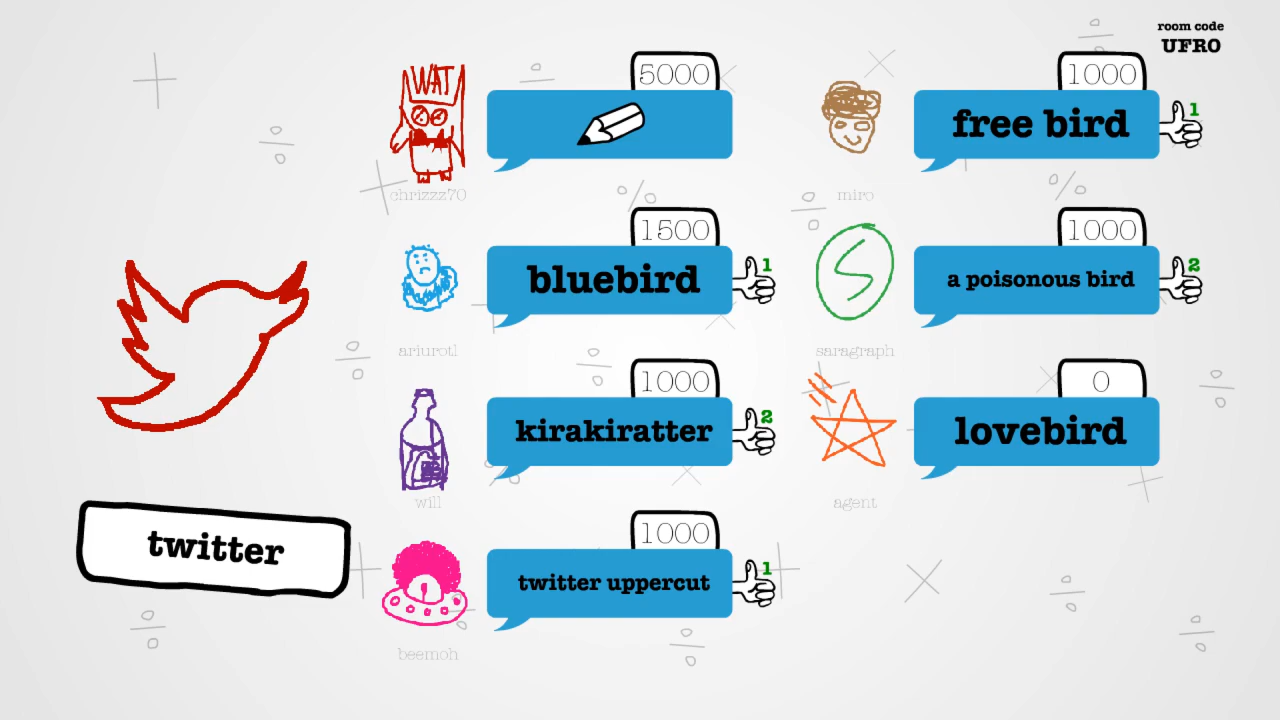 room code
UFRO
WAT
5000
chrizzz70
1000
free bird
1
miro
1500
bluebird
1
ariurotl
1000
a poisonous bird
2
saragraph
S
1000
kirakiratter
2
will
0
lovebird
agent
twitter
1000
twitter uppercut
1
beemoh